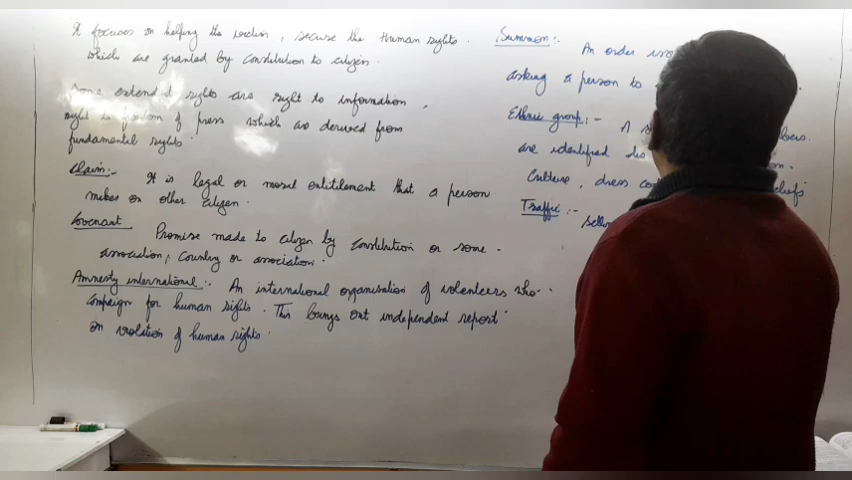 It focuses on helping the victim, secure the Human rights.
which are granted by constitution to citizen.
Some extend rights are right to information,
right to freedom of press which are derived from
fundamental rights.
Claim:-
It is legal or moral entitlement that a person
makes on other citizen.
Covenant
Promise made to citizen by Constitution or some
association, Country or association.
Amnesty international:- An international organisation of volenteers who
Compaign for human rights. This brings out independent report
on violation of human rights.
Summon:-
An order
asking a person to
Ethnic group:- A
are identified
Culture, dress
Traffic:-